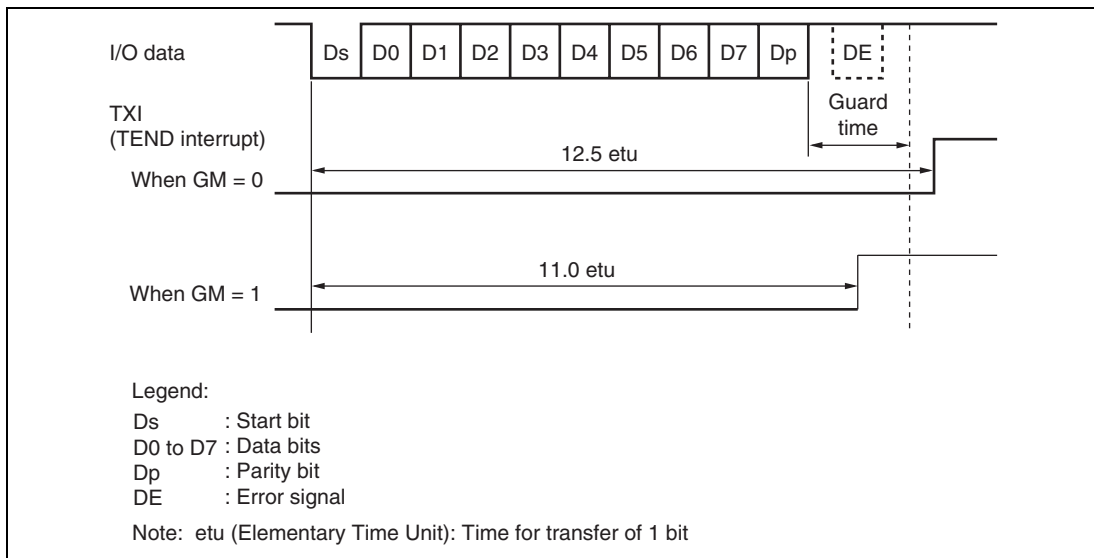 I/O data
Ds D0 D1 D2 D3 D4 D5 D6 D7 Dp DE
Guard
time
TXI
(TEND interrupt)
12.5 etu
When GM = 0
11.0 etu
When GM = 1
Legend:
Ds : Start bit
D0 to D7 : Data bits
Dp : Parity bit
DE : Error signal
Note: etu (Elementary Time Unit): Time for transfer of 1 bit